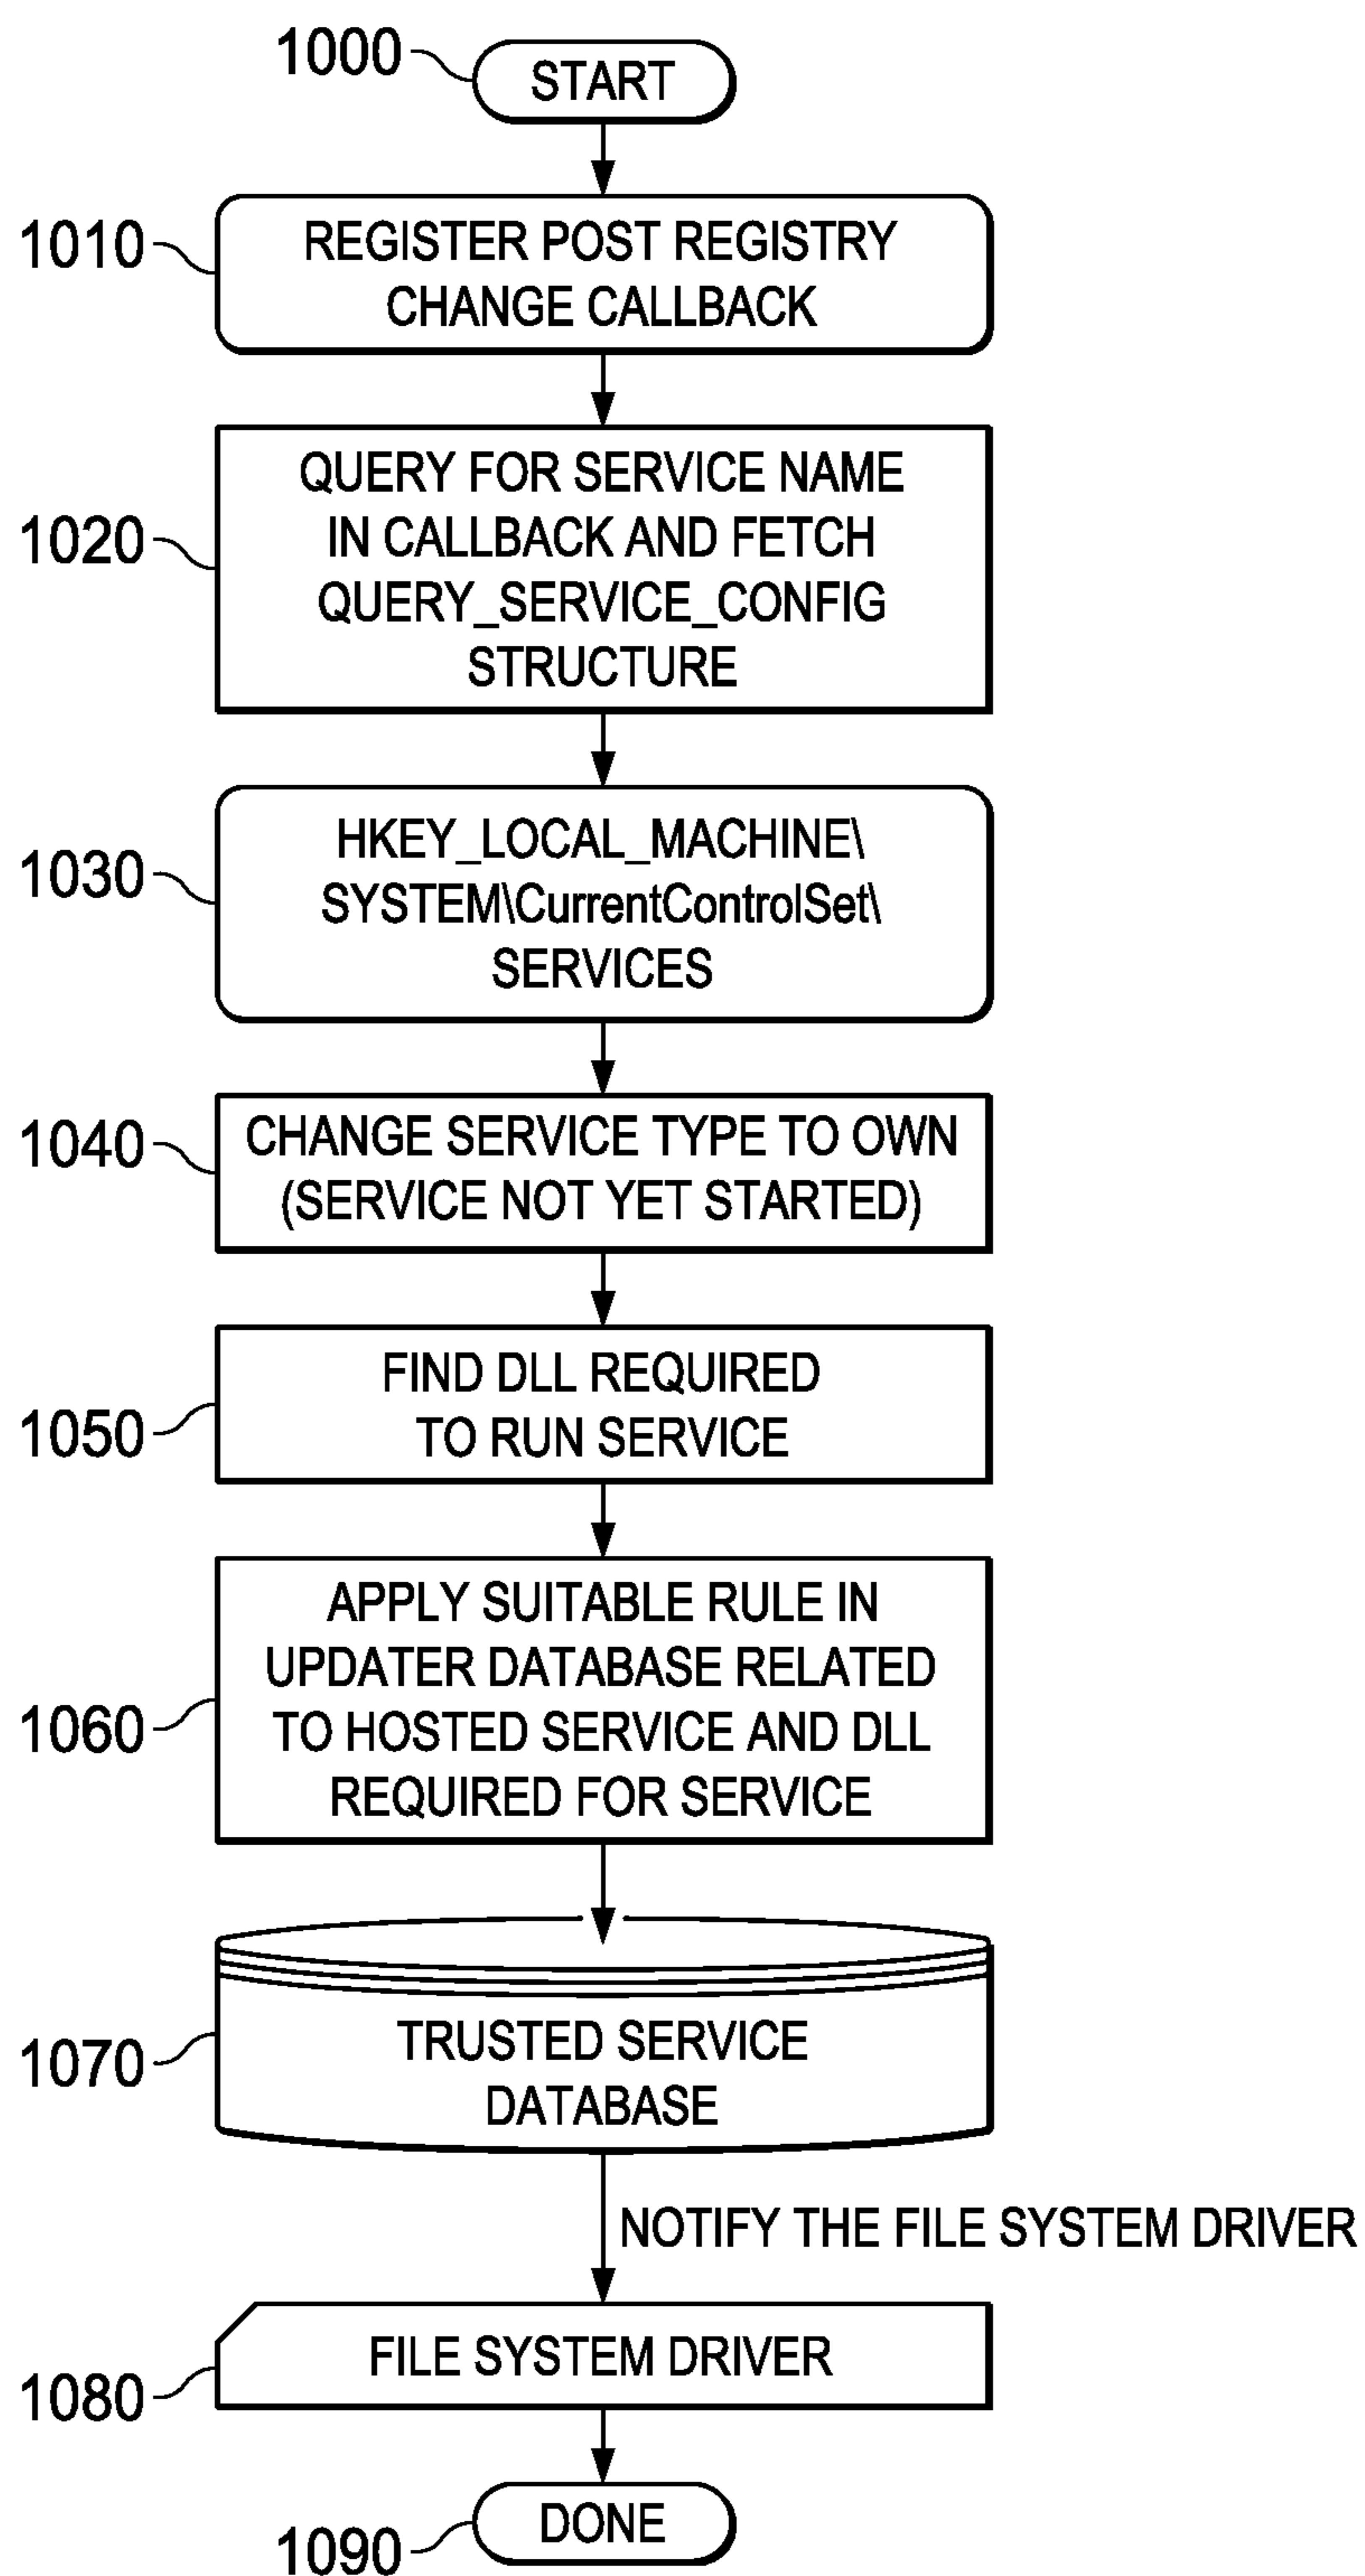 1000
START
1010
REGISTER POST REGISTRY
CHANGE CALLBACK
1020
QUERY FOR SERVICE NAME
IN CALLBACK AND FETCH
QUERY_SERVICE_CONFIG
STRUCTURE
1030
HKEY_LOCAL_MACHINE\
SYSTEM\CurrentControlSet\
SERVICES
1040
CHANGE SERVICE TYPE TO OWN
(SERVICE NOT YET STARTED)
1050
FIND DLL REQUIRED
TO RUN SERVICE
1060
APPLY SUITABLE RULE IN
UPDATER DATABASE RELATED
TO HOSTED SERVICE AND DLL
REQUIRED FOR SERVICE
1070
TRUSTED SERVICE
DATABASE
NOTIFY THE FILE SYSTEM DRIVER
1080
FILE SYSTEM DRIVER
1090
DONE